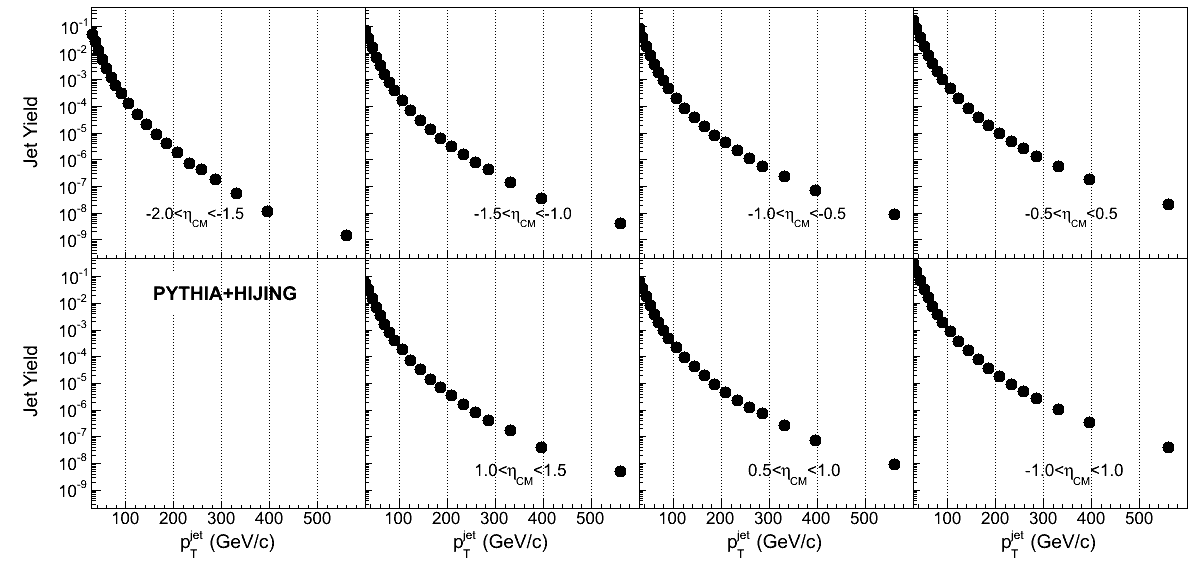 Jet Yield
10^-1
10^-2
10^-3
10^-4
10^-5
10^-6
10^-7
10^-8
10^-9
-2.0<η_CM<-1.5
-1.5<η_CM<-1.0
-1.0<η_CM<-0.5
-0.5<η_CM<0.5
Jet Yield
10^-1
10^-2
10^-3
10^-4
10^-5
10^-6
10^-7
10^-8
10^-9
PYTHIA+HIJING
1.0<η_CM<1.5
0.5<η_CM<1.0
-1.0<η_CM<1.0
100 200 300 400 500
100 200 300 400 500
100 200 300 400 500
100 200 300 400 500
p_T^jet (GeV/c)
p_T^jet (GeV/c)
p_T^jet (GeV/c)
p_T^jet (GeV/c)